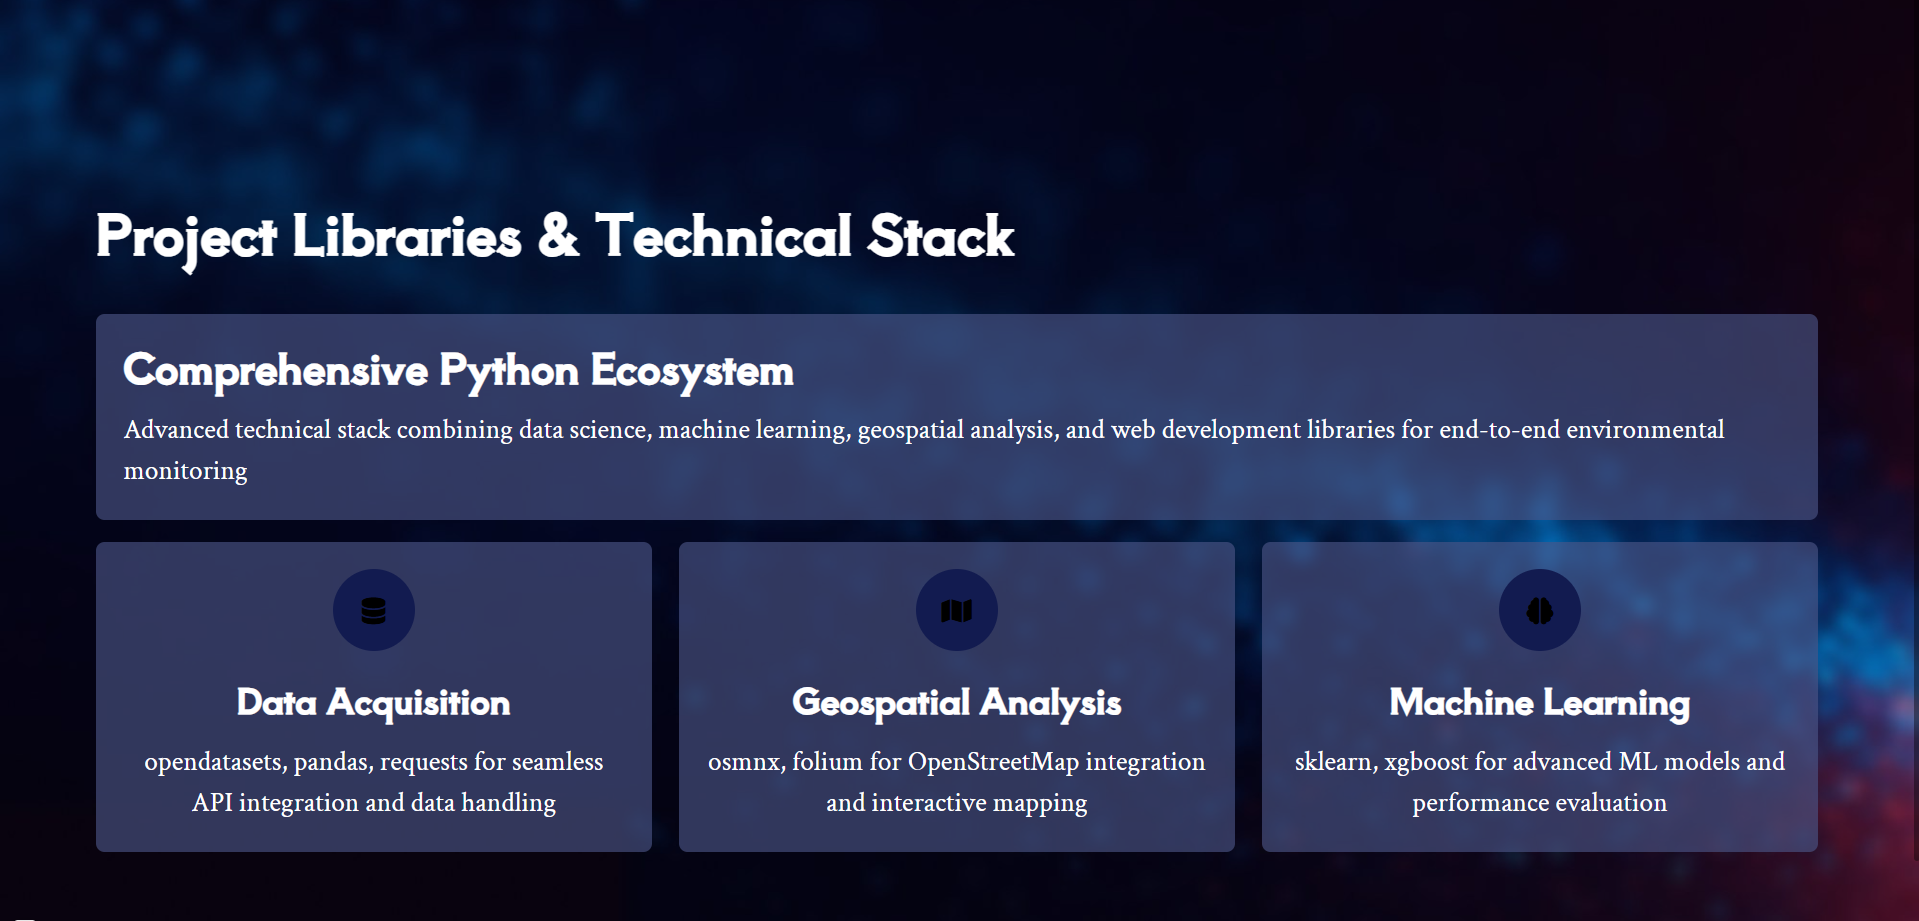 Project Libraries & Technical Stack
Comprehensive Python Ecosystem
Advanced technical stack combining data science, machine learning, geospatial analysis, and web development libraries for end-to-end environmental
monitoring
Data Acquisition
opendatasets, pandas, requests for seamless
API integration and data handling
Geospatial Analysis
osmnx, folium for OpenStreetMap integration
and interactive mapping
Machine Learning
sklearn, xgboost for advanced ML models and
performance evaluation